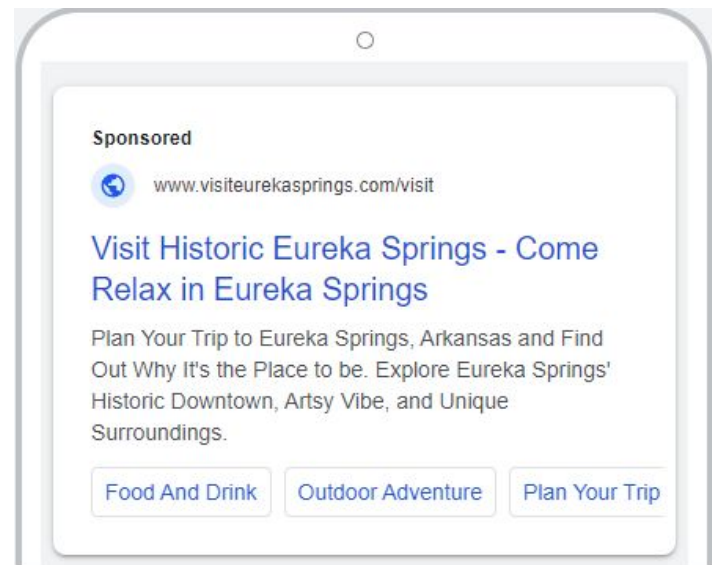 Sponsored
www.visiteurekasprings.com/visit
Visit Historic Eureka Springs - Come
Relax in Eureka Springs
Plan Your Trip to Eureka Springs, Arkansas and Find
Out Why It's the Place to be. Explore Eureka Springs'
Historic Downtown, Artsy Vibe, and Unique
Surroundings.
Food And Drink
Outdoor Adventure
Plan Your Trip